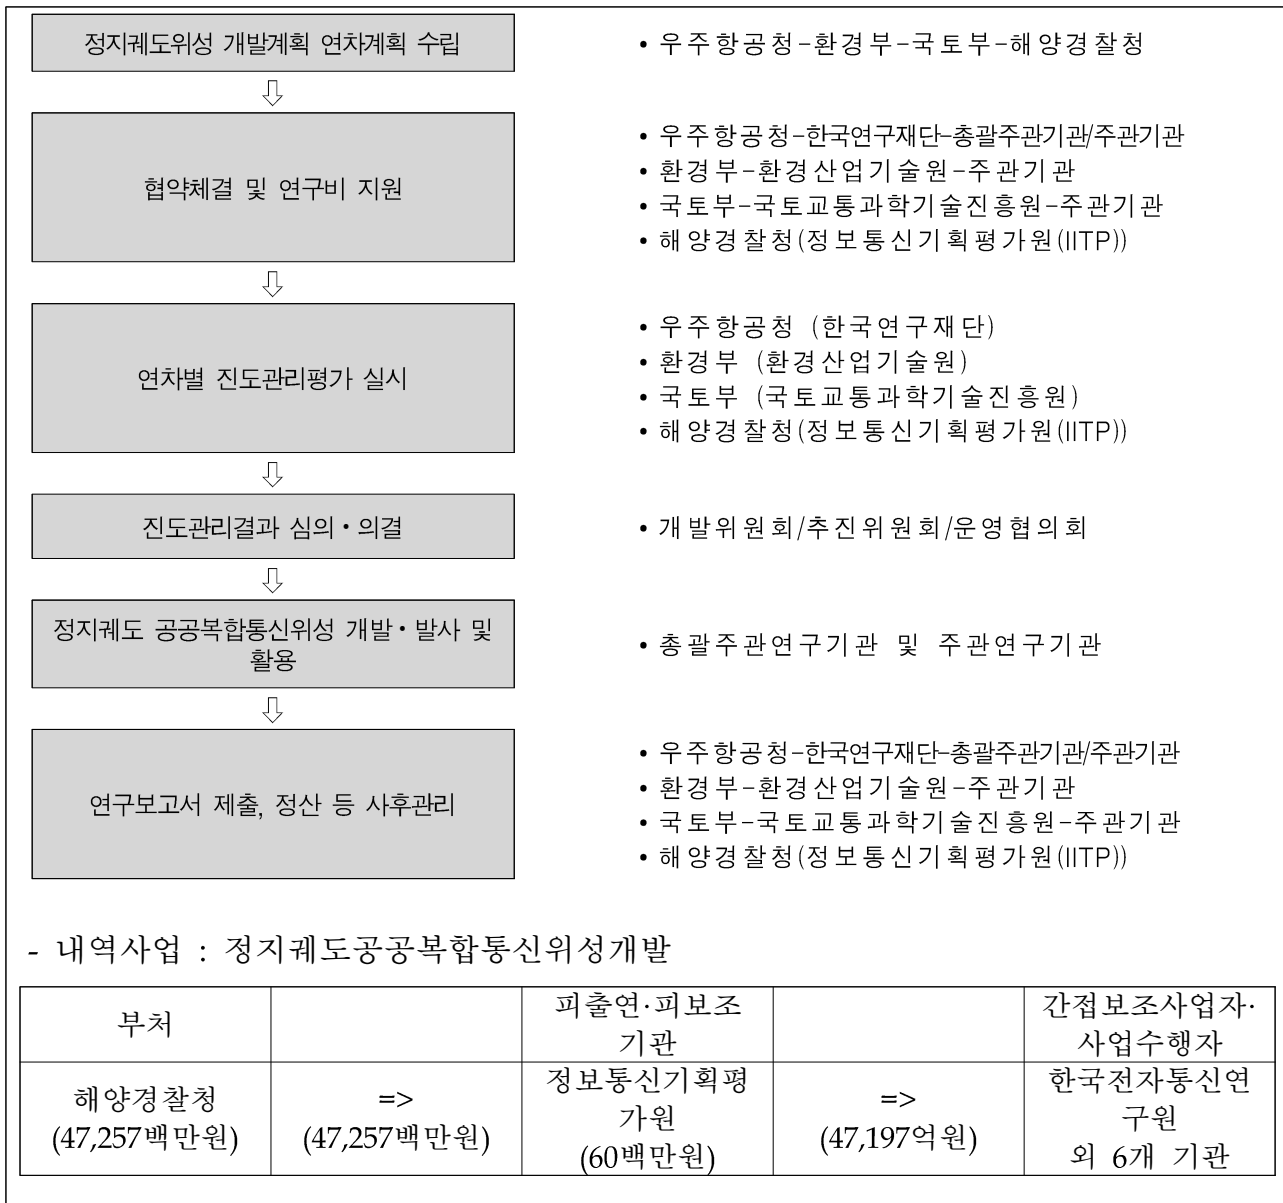 정지궤도위성 개발계획 연차계획 수립
• 우주항공청-환경부-국토부-해양경찰청
협약체결 및 연구비 지원
• 우주항공청-한국연구재단-총괄주관기관/주관기관
• 환경부-환경산업기술원-주관기관
• 국토부-국토교통과학기술진흥원-주관기관
• 해양경찰청(정보통신기획평가원(IITP))
연차별 진도관리평가 실시
• 우주항공청 (한국연구재단)
• 환경부 (환경산업기술원)
• 국토부 (국토교통과학기술진흥원)
• 해양경찰청(정보통신기획평가원(IITP))
진도관리결과 심의・의결
• 개발위원회/추진위원회/운영협의회
정지궤도 공공복합통신위성 개발・발사 및
활용
• 총괄주관연구기관 및 주관연구기관
연구보고서 제출, 정산 등 사후관리
• 우주항공청-한국연구재단-총괄주관기관/주관기관
• 환경부-환경산업기술원-주관기관
• 국토부-국토교통과학기술진흥원-주관기관
• 해양경찰청(정보통신기획평가원(IITP))
- 내역사업 : 정지궤도공공복합통신위성개발
부처
피출연·피보조
기관
간접보조사업자·
사업수행자
해양경찰청
(47,257백만원)
=>
(47,257백만원)
정보통신기획평
가원
(60백만원)
=>
(47,197억원)
한국전자통신연
구원
외 6개 기관